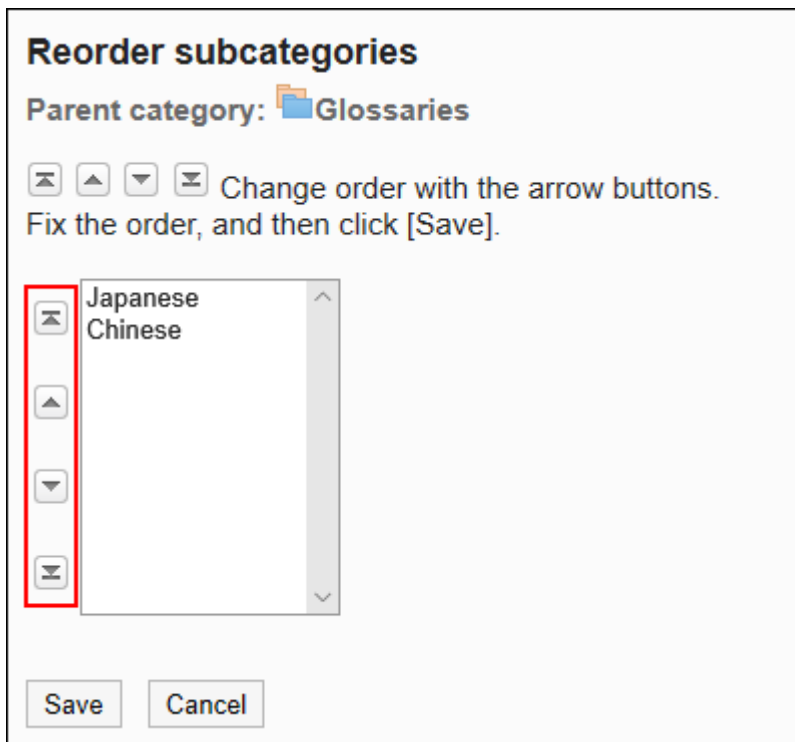 Reorder subcategories
Parent category: Glossaries
Change order with the arrow buttons.
Fix the order, and then click [Save].
Japanese
Chinese
Save Cancel